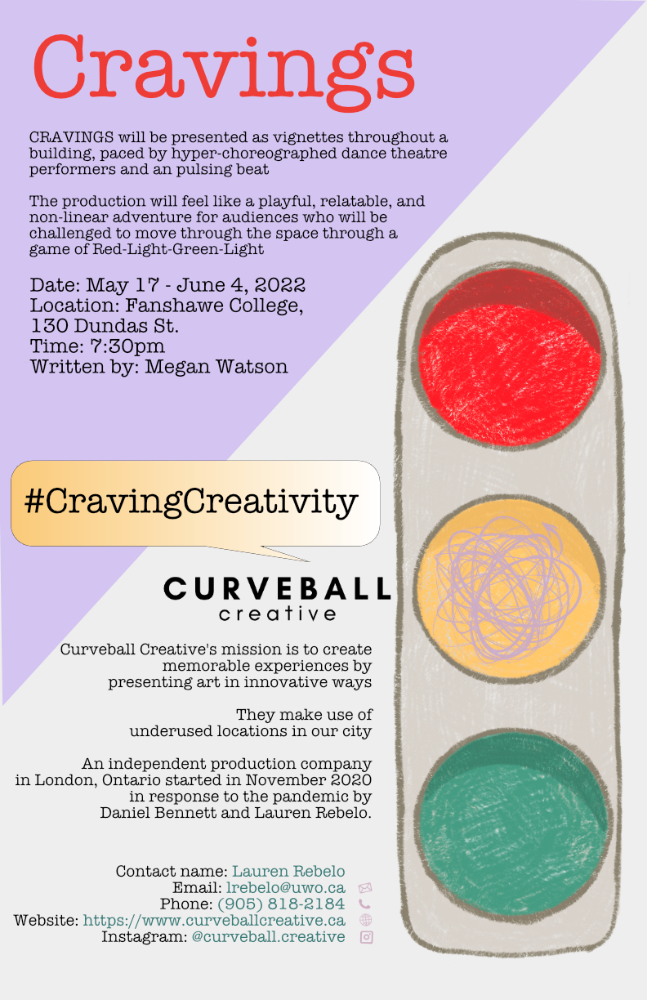 Cravings
CRAVINGS will be presented as vignettes throughout a
building, paced by hyper-choreographed dance theatre
performers and an pulsing beat
The production will feel like a playful, relatable, and
non-linear adventure for audiences who will be
challenged to move through the space through a
game of Red-Light-Green-Light
Date: May 17 - June 4, 2022
Location: Fanshawe College,
130 Dundas St.
Time: 7:30pm
Written by: Megan Watson
#CravingCreativity
CURVEBALL
creative
Curveball Creative's mission is to create
memorable experiences by
presenting art in innovative ways
They make use of
underused locations in our city
An independent production company
in London, Ontario started in November 2020
in response to the pandemic by
Daniel Bennett and Lauren Rebelo.
Contact name: Lauren Rebelo
Email: lrebelo@uwo.ca
Phone: (905) 818-2184
Website: https://www.curveballcreative.ca
Instagram: @curveball.creative